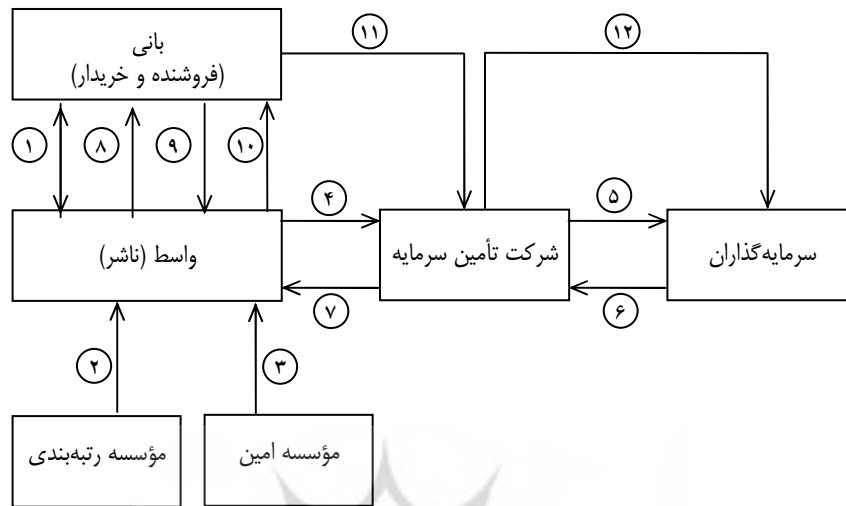 بانی
(فروشنده و خریدار)
۱۱
۱۲
۱
۸
۹
۱۰
واسط (ناشر)
۴
شرکت تأمین سرمایه
۵
سرمایه‌گذاران
۷
۶
۲
۳
مؤسسه رتبه‌بندی
مؤسسه امین